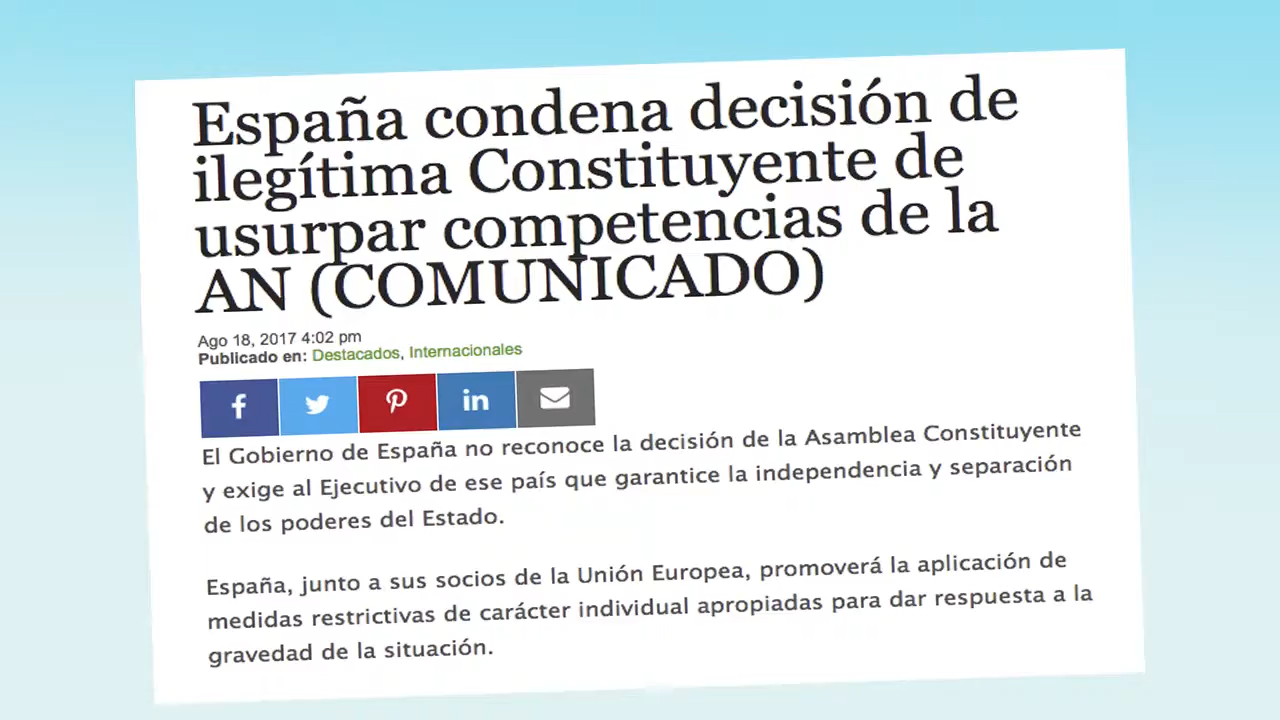 España condena decisión de
ilegítima Constituyente de
usurpar competencias de la
AN (COMUNICADO)
Ago 18, 2017 4:02 pm
Publicado en: Destacados, Internacionales
El Gobierno de España no reconoce la decisión de la Asamblea Constituyente
y exige al Ejecutivo de ese país que garantice la independencia y separación
de los poderes del Estado.
España, junto a sus socios de la Unión Europea, promoverá la aplicación de
medidas restrictivas de carácter individual apropiadas para dar respuesta a la
gravedad de la situación.